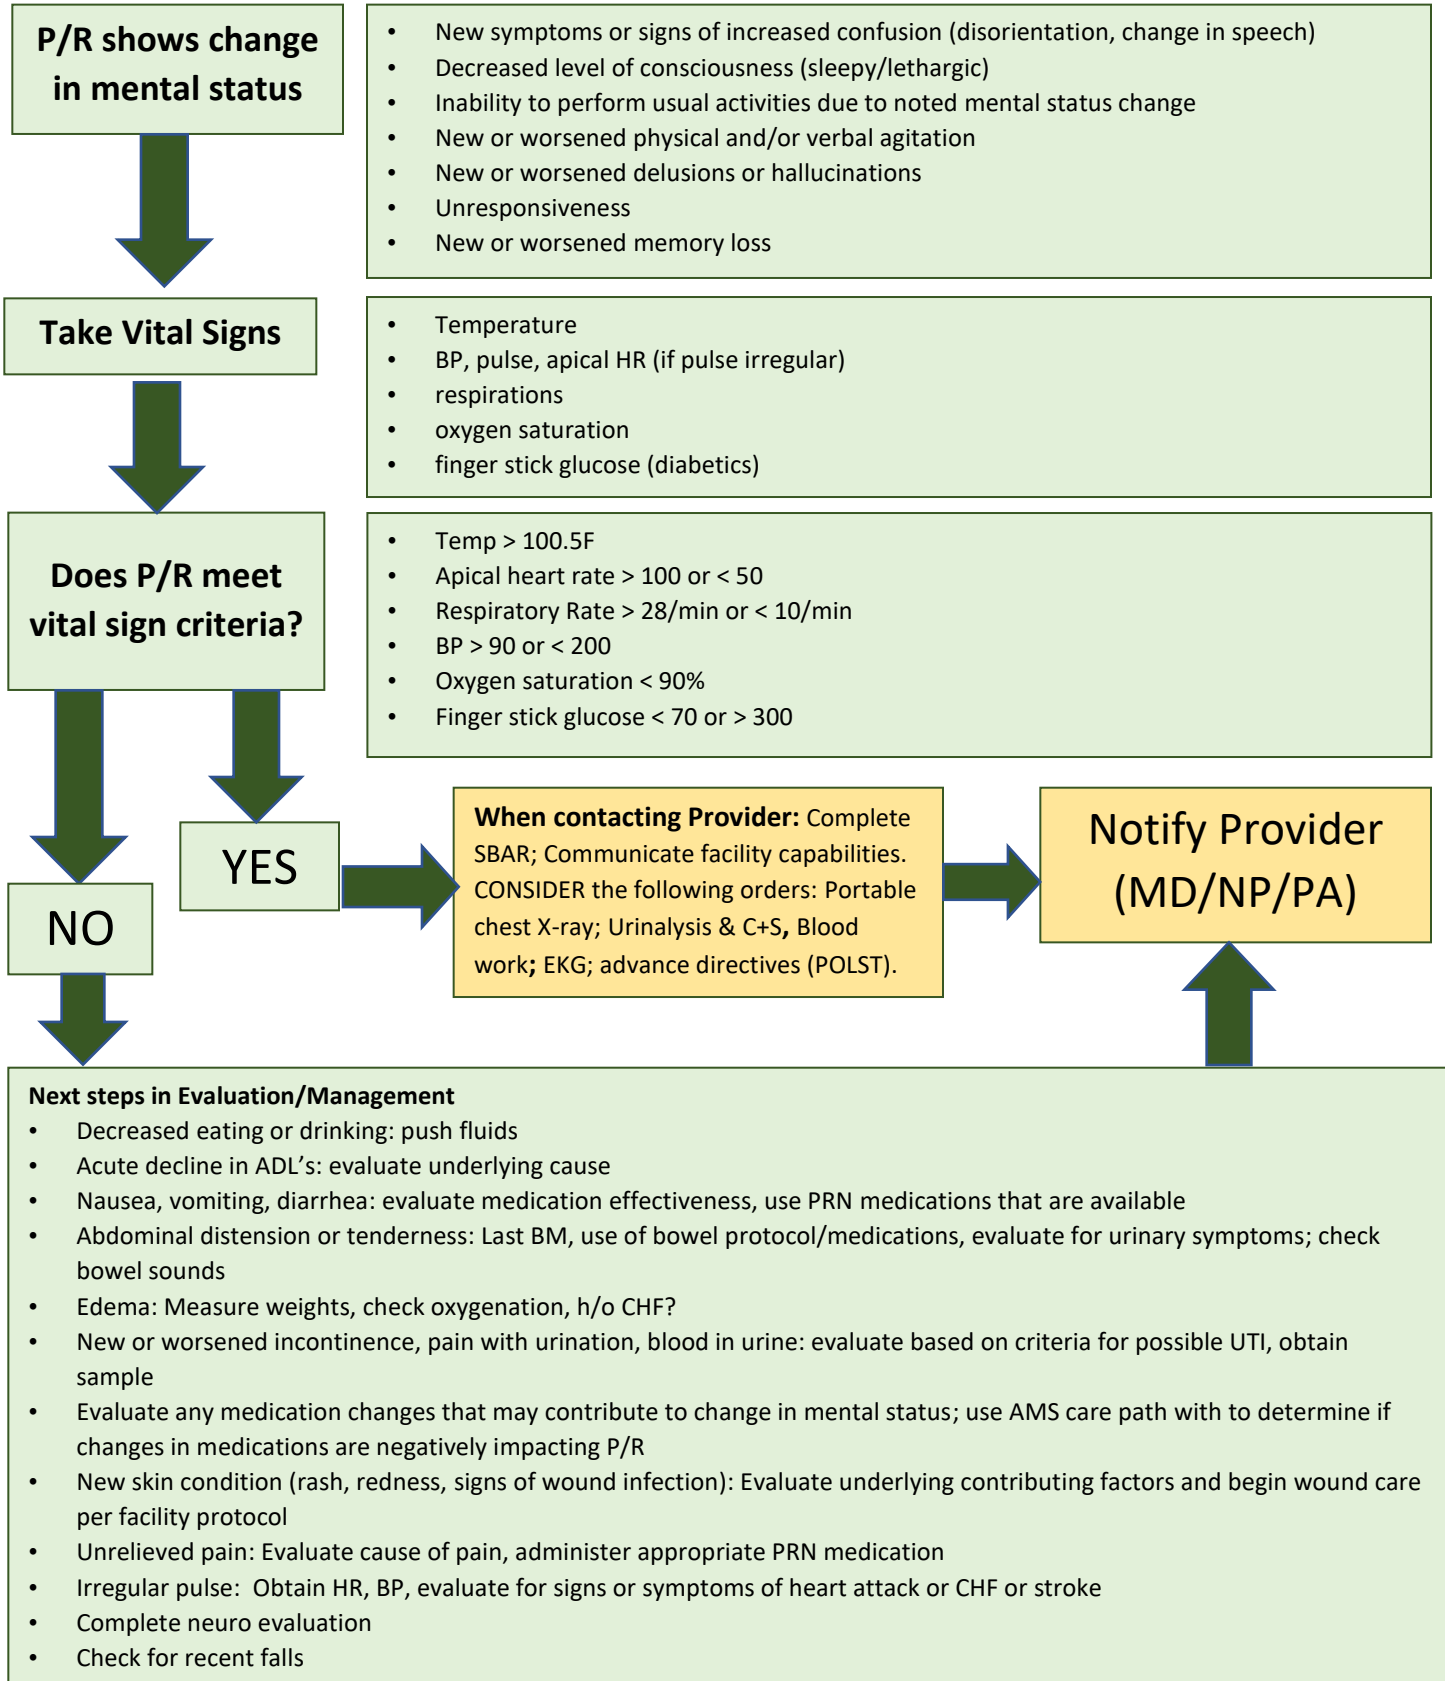 P/R shows change
in mental status
• New symptoms or signs of increased confusion (disorientation, change in speech)
• Decreased level of consciousness (sleepy/lethargic)
• Inability to perform usual activities due to noted mental status change
• New or worsened physical and/or verbal agitation
• New or worsened delusions or hallucinations
• Unresponsiveness
• New or worsened memory loss
Take Vital Signs
• Temperature
• BP, pulse, apical HR (if pulse irregular)
• respirations
• oxygen saturation
• finger stick glucose (diabetics)
Does P/R meet
vital sign criteria?
• Temp > 100.5F
• Apical heart rate > 100 or < 50
• Respiratory Rate > 28/min or < 10/min
• BP > 90 or < 200
• Oxygen saturation < 90%
• Finger stick glucose < 70 or > 300
YES
NO
When contacting Provider: Complete
SBAR; Communicate facility capabilities.
CONSIDER the following orders: Portable
chest X-ray; Urinalysis & C+S, Blood
work; EKG; advance directives (POLST).
Notify Provider
(MD/NP/PA)
Next steps in Evaluation/Management
• Decreased eating or drinking: push fluids
• Acute decline in ADL’s: evaluate underlying cause
• Nausea, vomiting, diarrhea: evaluate medication effectiveness, use PRN medications that are available
• Abdominal distension or tenderness: Last BM, use of bowel protocol/medications, evaluate for urinary symptoms; check
bowel sounds
• Edema: Measure weights, check oxygenation, h/o CHF?
• New or worsened incontinence, pain with urination, blood in urine: evaluate based on criteria for possible UTI, obtain
sample
• Evaluate any medication changes that may contribute to change in mental status; use AMS care path with to determine if
changes in medications are negatively impacting P/R
• New skin condition (rash, redness, signs of wound infection): Evaluate underlying contributing factors and begin wound care
per facility protocol
• Unrelieved pain: Evaluate cause of pain, administer appropriate PRN medication
• Irregular pulse: Obtain HR, BP, evaluate for signs or symptoms of heart attack or CHF or stroke
• Complete neuro evaluation
• Check for recent falls